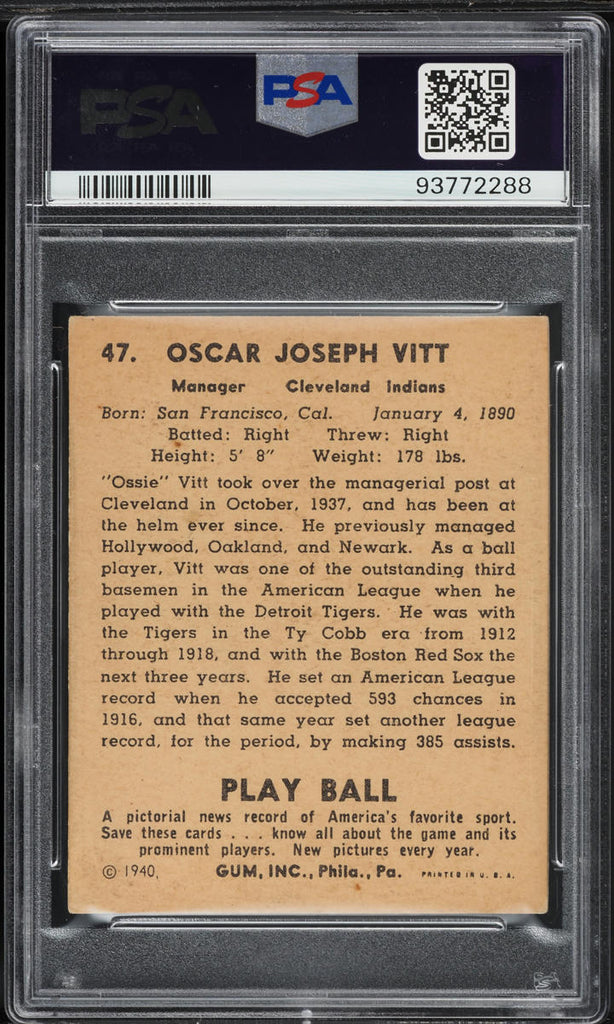 PSA
PSA
93772288
47. OSCAR JOSEPH VITT
Manager Cleveland Indians
Born: San Francisco, Cal. January 4, 1890
Batted: Right Threw: Right
Height: 5' 8" Weight: 178 lbs.
"Ossie" Vitt took over the managerial post at
Cleveland in October, 1937, and has been at
the helm ever since. He previously managed
Hollywood, Oakland, and Newark. As a ball
player, Vitt was one of the outstanding third
basemen in the American League when he
played with the Detroit Tigers. He was with
the Tigers in the Ty Cobb era from 1912
through 1918, and with the Boston Red Sox the
next three years. He set an American League
record when he accepted 593 chances in
1916, and that same year set another league
record, for the period, by making 385 assists.
PLAY BALL
A pictorial news record of America's favorite sport.
Save these cards . . . know all about the game and its
prominent players. New pictures every year.
© 1940, GUM, INC., Phila., Pa. PRINTED IN U. S. A.